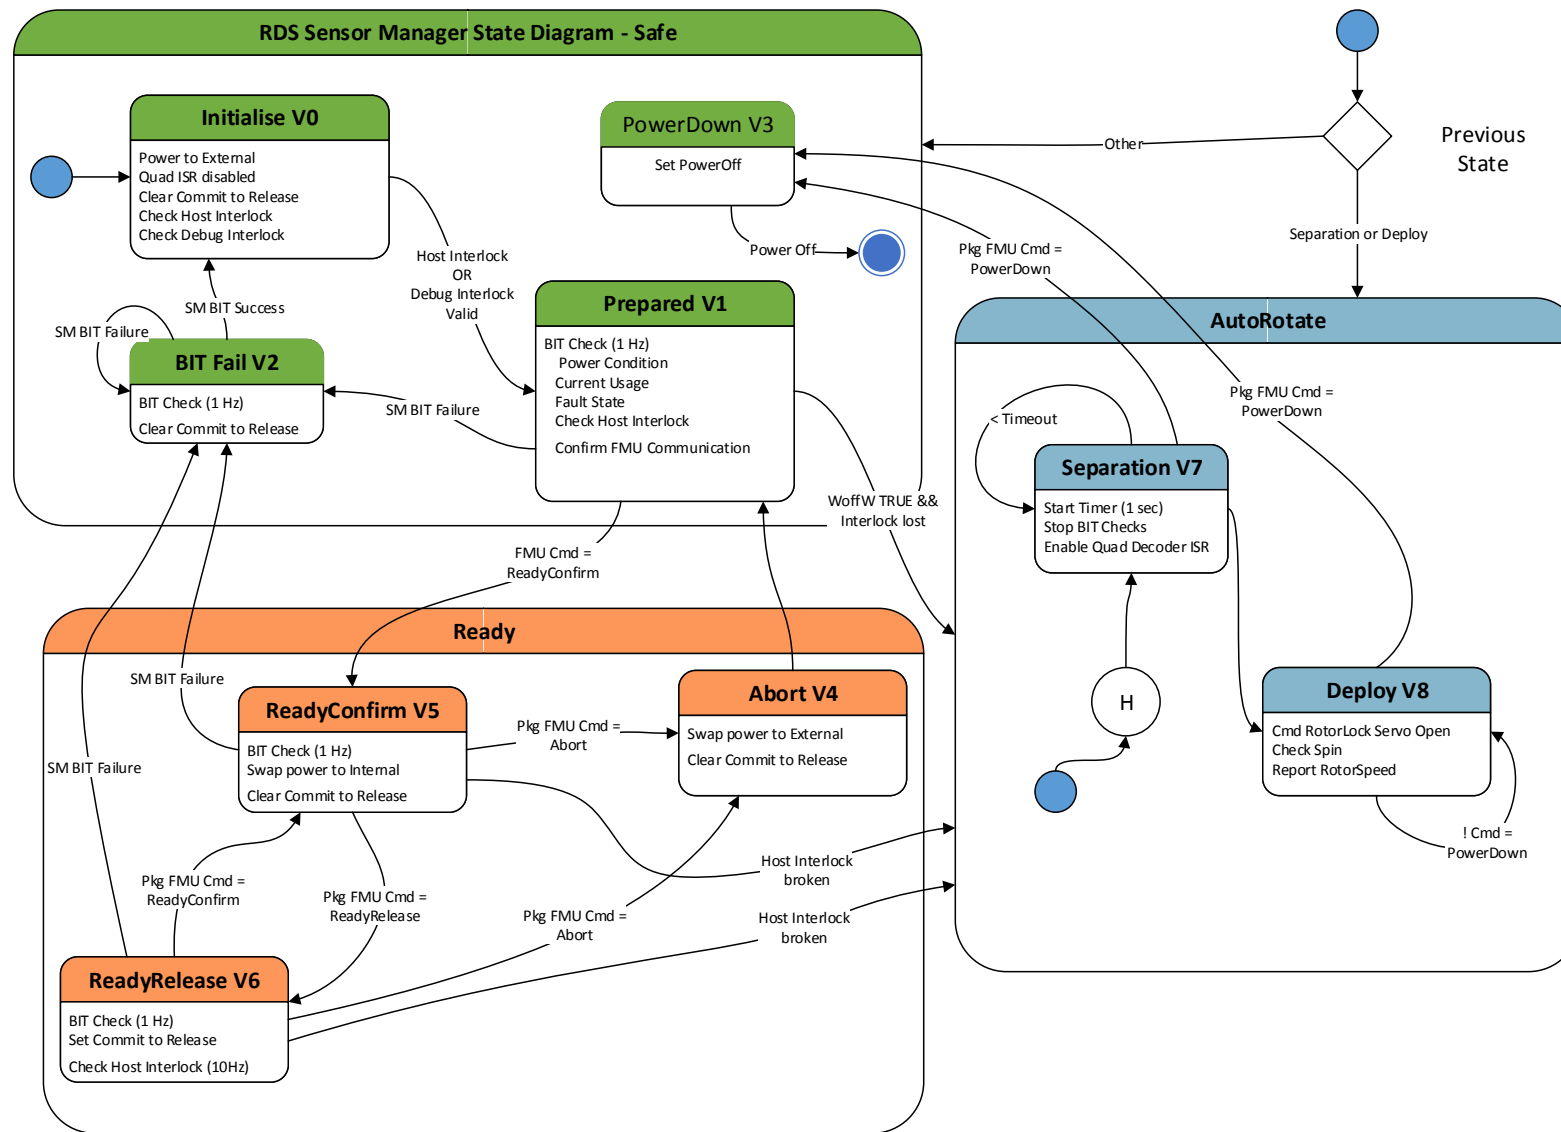 RDS Sensor Manager State Diagram - Safe
Initialise V0
Power to External
Quad ISR disabled
Clear Commit to Release
Check Host Interlock
Check Debug Interlock
PowerDown V3
Set PowerOff
Power Off
Other
Previous
State
Separation or Deploy
Host Interlock
OR
Debug Interlock
Valid
Pkg FMU Cmd =
PowerDown
SM BIT Success
SM BIT Failure
BIT Fail V2
BIT Check (1 Hz)
Clear Commit to Release
SM BIT Failure
Prepared V1
BIT Check (1 Hz)
Power Condition
Current Usage
Fault State
Check Host Interlock
Confirm FMU Communication
WoffW TRUE &&
Interlock lost
FMU Cmd =
ReadyConfirm
AutoRotate
Pkg FMU Cmd =
PowerDown
< Timeout
Separation V7
Start Timer (1 sec)
Stop BIT Checks
Enable Quad Decoder ISR
H
Deploy V8
Cmd RotorLock Servo Open
Check Spin
Report RotorSpeed
! Cmd =
PowerDown
Ready
SM BIT Failure
SM BIT Failure
ReadyConfirm V5
BIT Check (1 Hz)
Swap power to Internal
Clear Commit to Release
Pkg FMU Cmd =
Abort
Abort V4
Swap power to External
Clear Commit to Release
Pkg FMU Cmd =
ReadyConfirm
Pkg FMU Cmd =
ReadyRelease
Pkg FMU Cmd =
Abort
Host Interlock
broken
Host Interlock
broken
ReadyRelease V6
BIT Check (1 Hz)
Set Commit to Release
Check Host Interlock (10Hz)